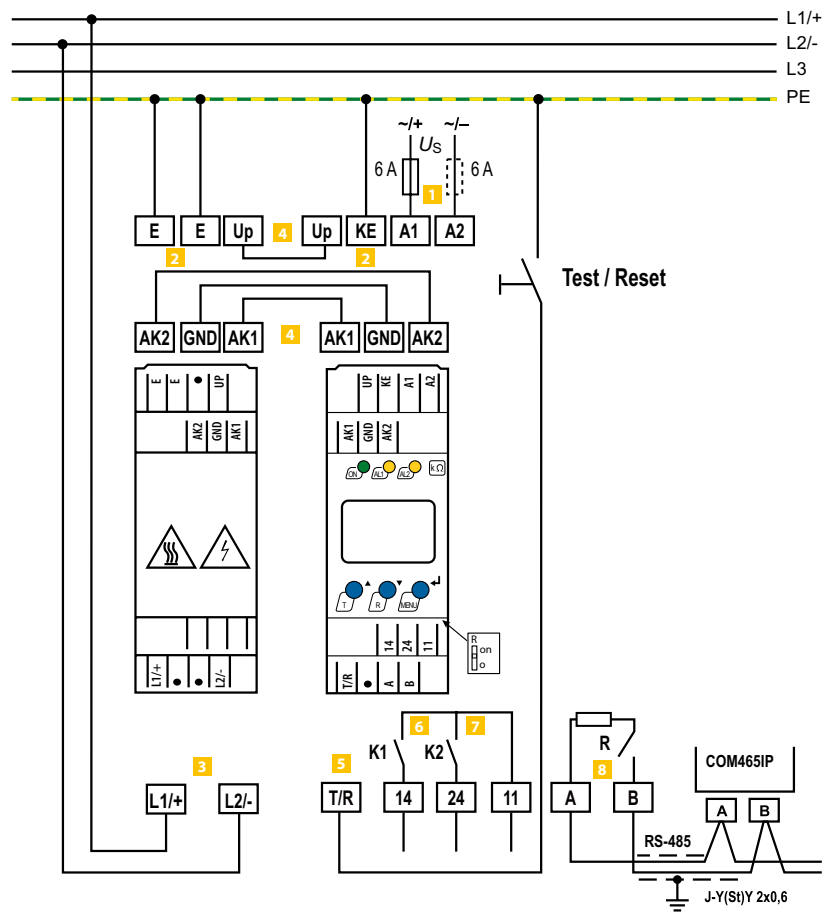 L1/+
L2/-
L3
PE
~/+ ~/–
US
6 A 6 A
1
E E Up 4 Up KE A1 A2
2 2
Test / Reset
AK2 GND AK1 4 AK1 GND AK2
E E UP
UP KE A1 A2
AK2 GND AK1
AK1 GND AK2
ON AL1 AL2 kΩ
T R MENU
R
on
o
14 24 11
L1/+ L2/-
T/R A B
6 7
K1 K2
R
3 5 8
COM465IP
L1/+ L2/- T/R 14 24 11 A B
A B
RS-485
J-Y(St)Y 2x0,6